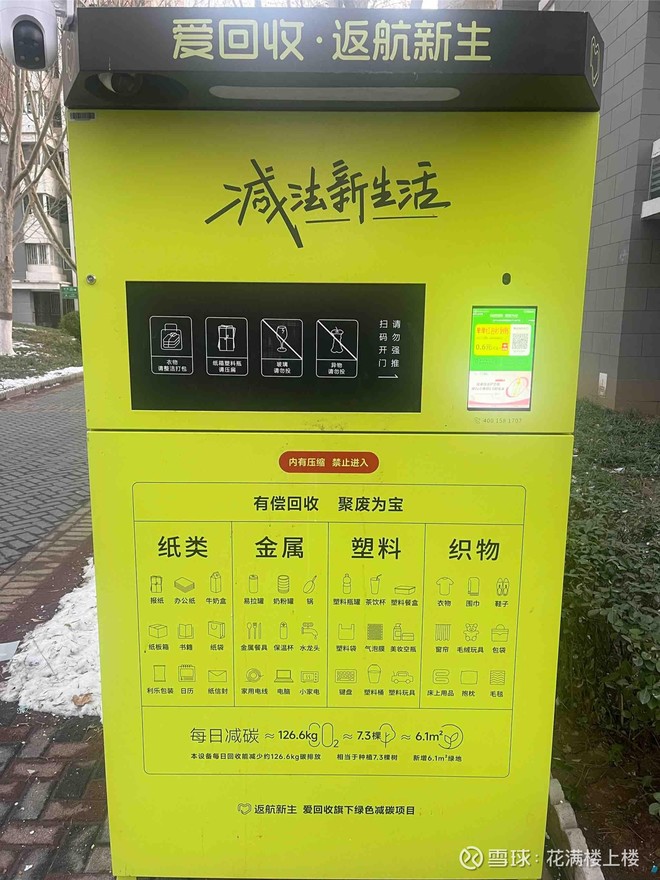 爱回收·返航新生
减法新生活
衣物
请整洁打包
纸箱塑料瓶
请压扁
玻璃
请勿投
异物
请勿投
请勿强推
扫码开门
内有压缩 禁止进入
有偿回收 聚废为宝
纸类 金属 塑料 织物
报纸 办公纸 牛奶盒 易拉罐 奶粉罐 锅 塑料瓶罐 茶饮杯 塑料餐盒 衣物 围巾 鞋子
纸板箱 书籍 纸袋 金属餐具 保温杯 水龙头 塑料袋 气泡膜 美妆空瓶 窗帘 毛绒玩具 包袋
利乐包装 日历 纸信封 家用电线 电脑 小家电 键盘 塑料桶 塑料玩具 床上用品 抱枕 毛毯
每日减碳 ≈ 126.6kg CO2 ≈ 7.3棵 ≈ 6.1m²
本设备每日回收能减少约126.6kg碳排放 相当于种植7.3棵树 新增6.1m²绿地
返航新生 爱回收旗下绿色减碳项目
雪球：花满楼上楼